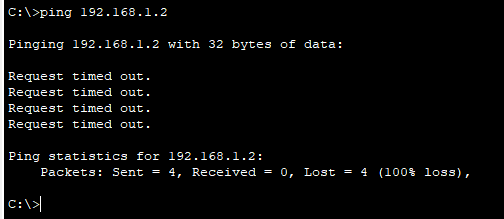 C:\>ping 192.168.1.2
Pinging 192.168.1.2 with 32 bytes of data:
Request timed out.
Request timed out.
Request timed out.
Request timed out.
Ping statistics for 192.168.1.2:
    Packets: Sent = 4, Received = 0, Lost = 4 (100% loss),
C:\>